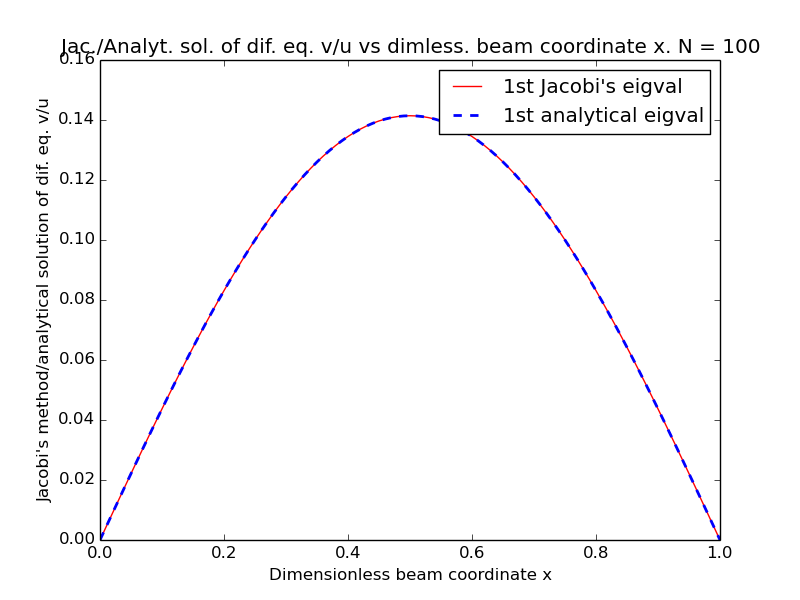 Jac./Analyt. sol. of dif. eq. v/u vs dimless. beam coordinate x. N = 100
1st Jacobi's eigval
1st analytical eigval
Jacobi's method/analytical solution of dif. eq. v/u
0.16
0.14
0.12
0.10
0.08
0.06
0.04
0.02
0.00
0.0 0.2 0.4 0.6 0.8 1.0
Dimensionless beam coordinate x